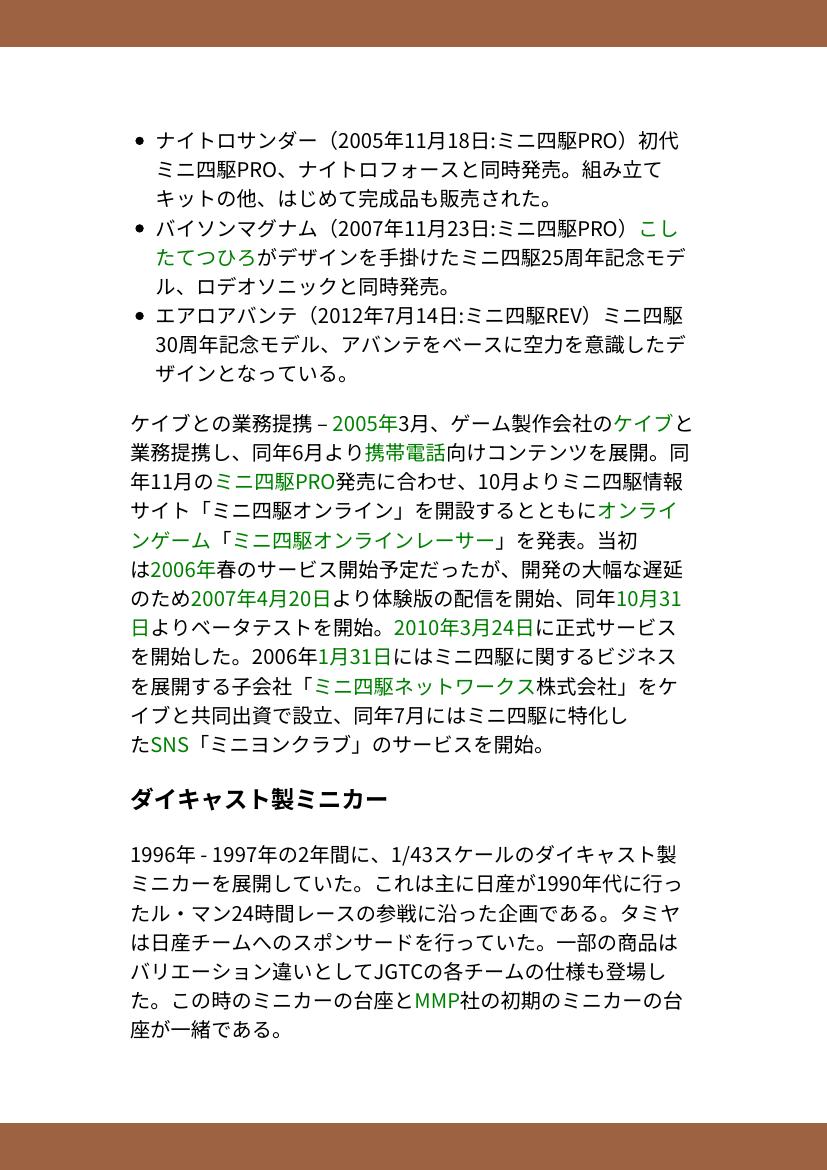 • ナイトロサンダー（2005年11月18日:ミニ四駆PRO）初代
ミニ四駆PRO、ナイトロフォースと同時発売。組み立て
キットの他、はじめて完成品も販売された。
• バイソンマグナム（2007年11月23日:ミニ四駆PRO）こし
たてつひろがデザインを手掛けたミニ四駆25周年記念モデ
ル、ロデオソニックと同時発売。
• エアロアバンテ（2012年7月14日:ミニ四駆REV）ミニ四駆
30周年記念モデル、アバンテをベースに空力を意識したデ
ザインとなっている。
ケイブとの業務提携 – 2005年3月、ゲーム製作会社のケイブと
業務提携し、同年6月より携帯電話向けコンテンツを展開。同
年11月のミニ四駆PRO発売に合わせ、10月よりミニ四駆情報
サイト「ミニ四駆オンライン」を開設するとともにオンライ
ンゲーム「ミニ四駆オンラインレーサー」を発表。当初
は2006年春のサービス開始予定だったが、開発の大幅な遅延
のため2007年4月20日より体験版の配信を開始、同年10月31
日よりベータテストを開始。2010年3月24日に正式サービス
を開始した。2006年1月31日にはミニ四駆に関するビジネス
を展開する子会社「ミニ四駆ネットワークス株式会社」をケ
イブと共同出資で設立、同年7月にはミニ四駆に特化し
たSNS「ミニヨンクラブ」のサービスを開始。
ダイキャスト製ミニカー
1996年 - 1997年の2年間に、1/43スケールのダイキャスト製
ミニカーを展開していた。これは主に日産が1990年代に行っ
たル・マン24時間レースの参戦に沿った企画である。タミヤ
は日産チームへのスポンサードを行っていた。一部の商品は
バリエーション違いとしてJGTCの各チームの仕様も登場し
た。この時のミニカーの台座とMMP社の初期のミニカーの台
座が一緒である。